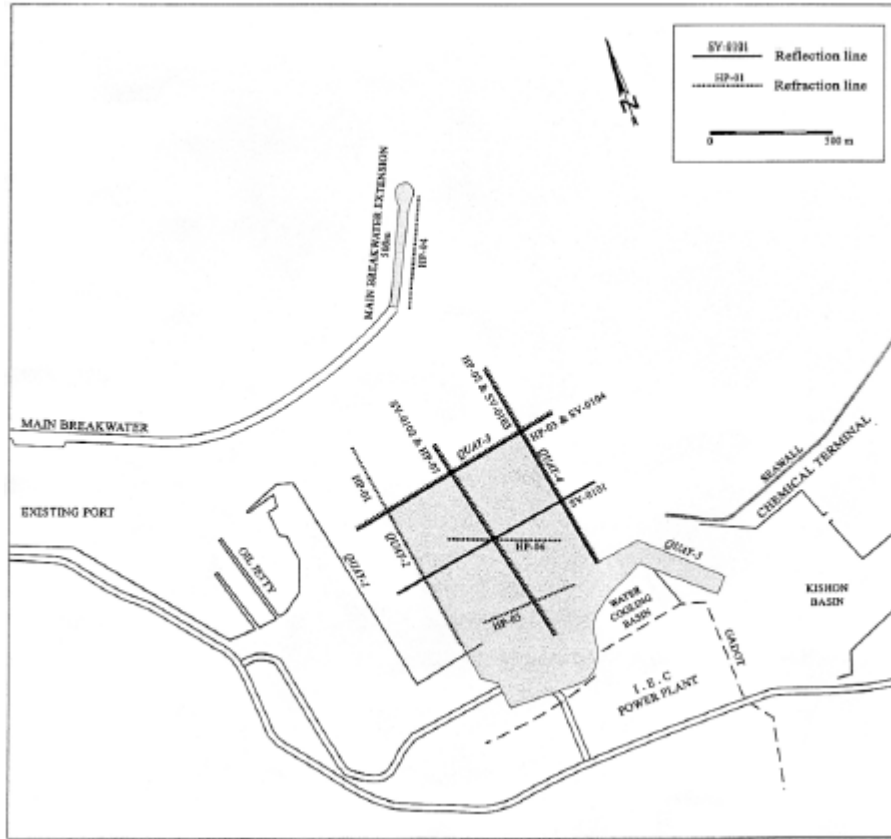 SV-0101
Reflection line
HP-01
Refraction line
0
500 m
N
MAIN BREAKWATER EXTENSION
500m
HP-04
MAIN BREAKWATER
EXISTING PORT
OIL JETTY
QUAY-1
HP-01
QUAY-2
SV-0102 & HP-07
QUAY-3
HP-02 & SV-0103
HP-03 & SV-0104
QUAY-4
SV-0101
HP-06
HP-05
QUAY-5
WATER
COOLING
BASIN
SEAWALL
CHEMICAL TERMINAL
KISHON
BASIN
GADOT
I . E . C
POWER PLANT